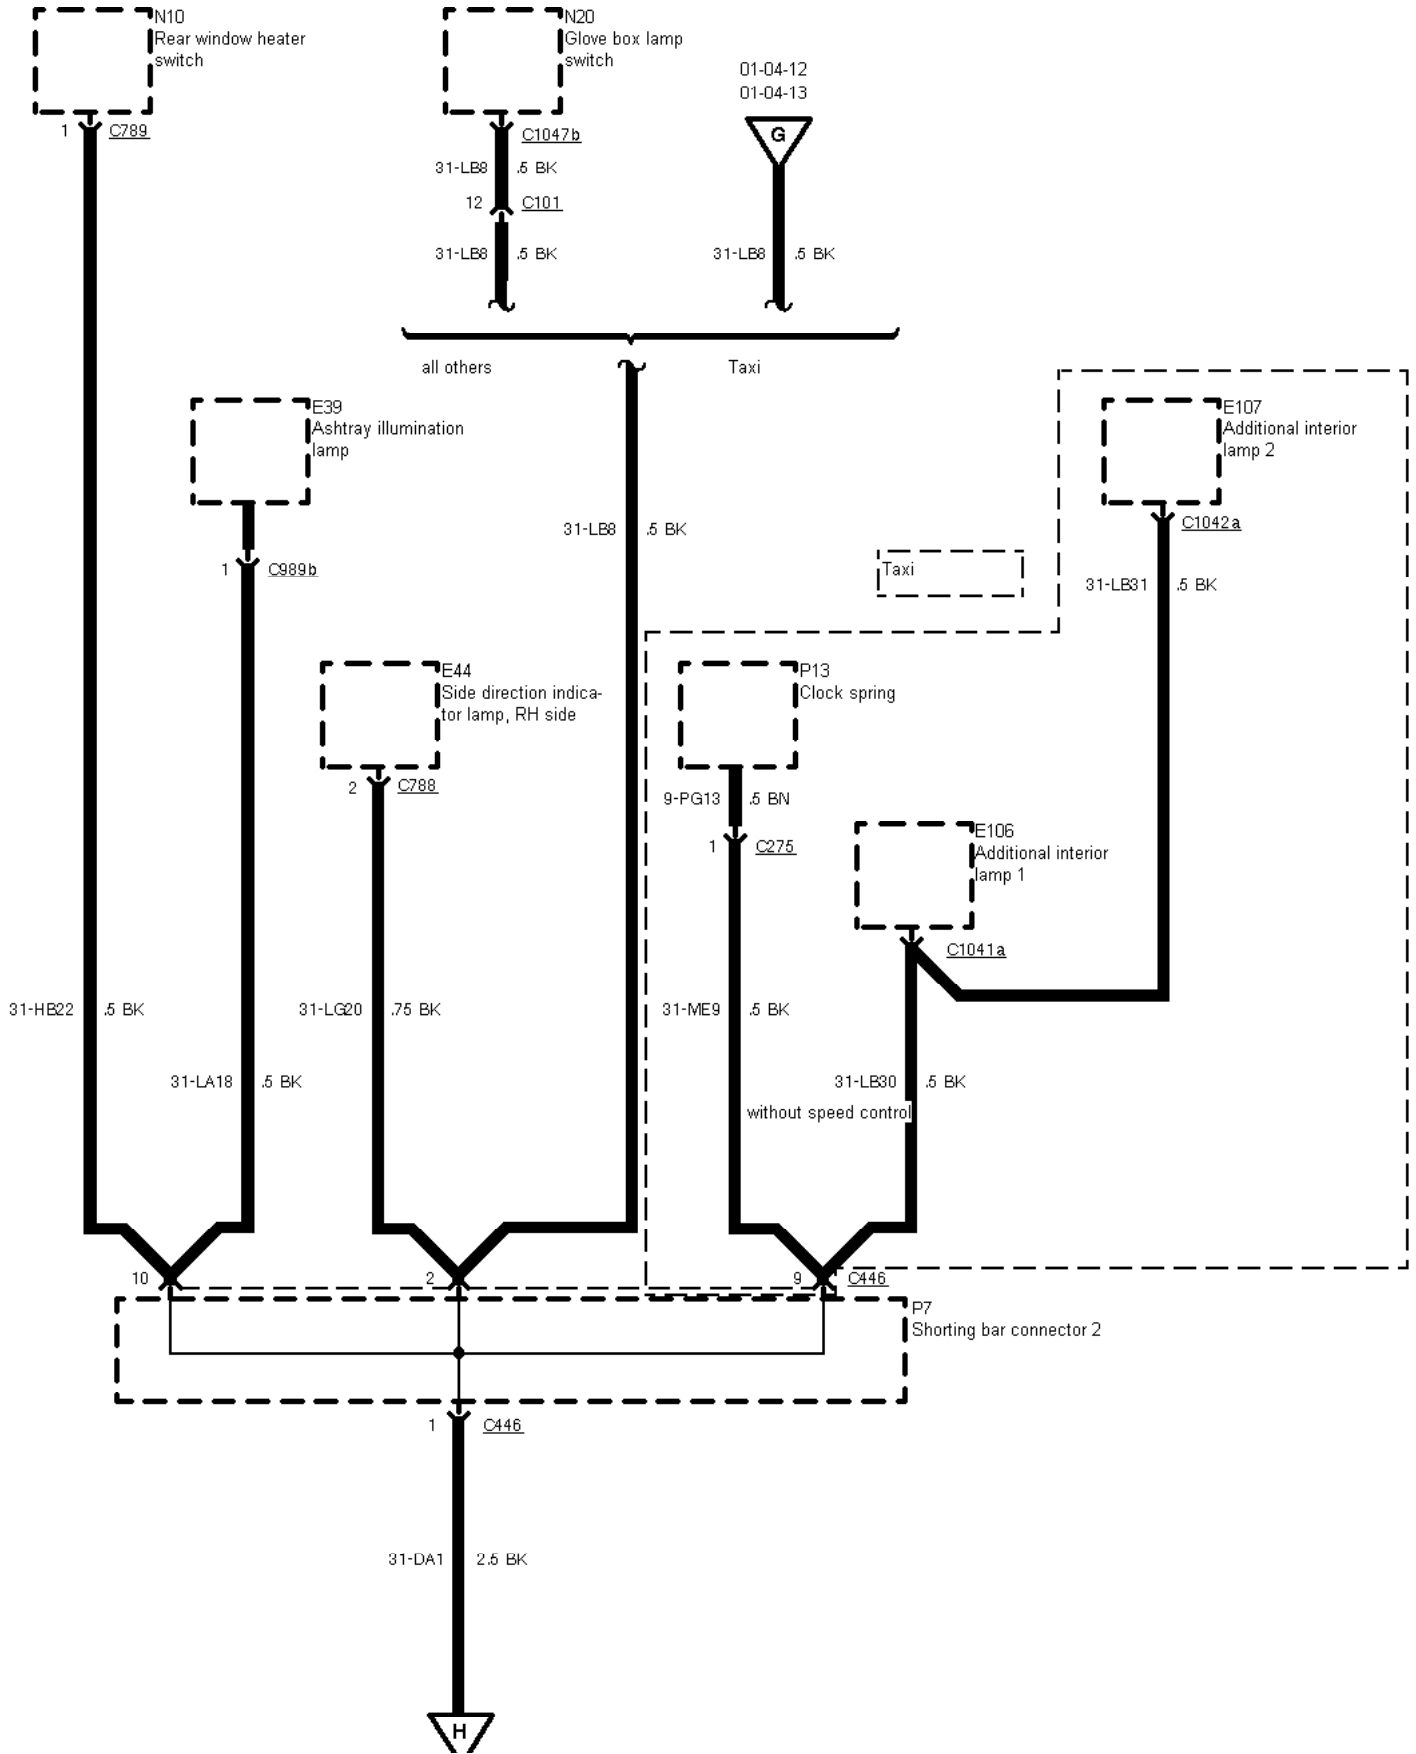 N10
Rear window heater
switch
1 C789
N20
Glove box lamp
switch
C1047b
31-LB8 .5 BK
12 C101
31-LB8 .5 BK
01-04-12
01-04-13
G
31-LB8 .5 BK
all others
Taxi
E39
Ashtray illumination
lamp
1 C989b
31-LB8 .5 BK
Taxi
E107
Additional interior
lamp 2
C1042a
31-LB31 .5 BK
E44
Side direction indica-
tor lamp, RH side
2 C788
P13
Clock spring
9-PG13 .5 BN
1 C275
E106
Additional interior
lamp 1
C1041a
31-HB22 .5 BK
31-LG20 .75 BK
31-ME9 .5 BK
31-LA18 .5 BK
31-LB30 .5 BK
without speed control
10
2
9 C446
P7
Shorting bar connector 2
1 C446
31-DA1 2.5 BK
H